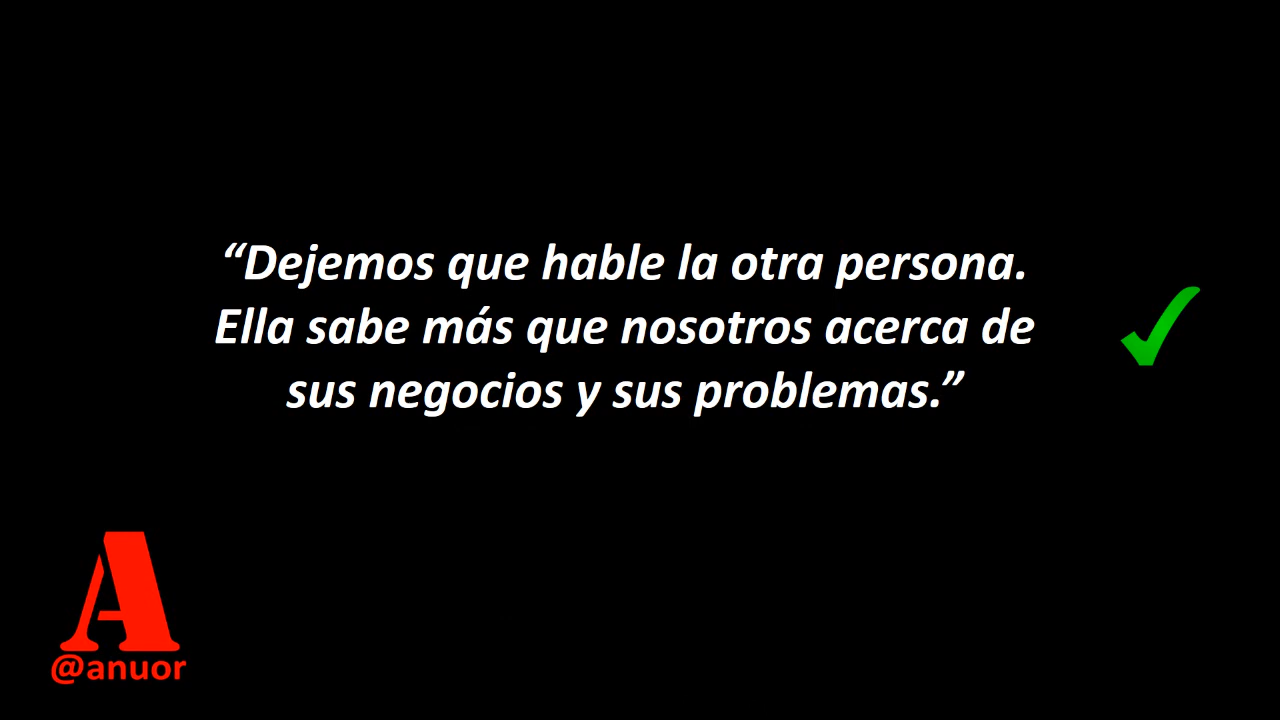 “Dejemos que hable la otra persona.
Ella sabe más que nosotros acerca de
sus negocios y sus problemas.”
A
@anuor